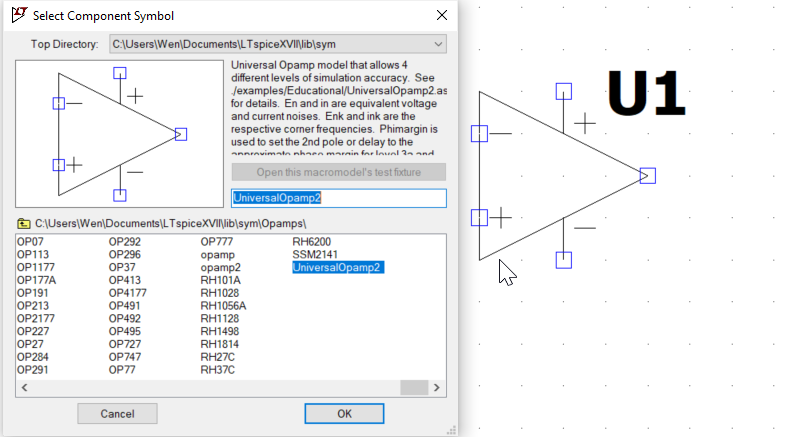 Select Component Symbol
Top Directory: C:\Users\Wen\Documents\LTspiceXVII\lib\sym
Universal Opamp model that allows 4
different levels of simulation accuracy. See
./examples/Educational/UniversalOpamp2.as
for details. En and in are equivalent voltage
and current noises. Enk and ink are the
respective corner frequencies. Phimargin is
used to set the 2nd pole or delay to the
approximate phase margin for level 3a and
Open this macromodel's test fixture
UniversalOpamp2
C:\Users\Wen\Documents\LTspiceXVII\lib\sym\Opamps\
OP07 OP292 OP777 RH6200
OP113 OP296 opamp SSM2141
OP1177 OP37 opamp2 UniversalOpamp2
OP177A OP413 RH101A
OP191 OP4177 RH1028
OP213 OP491 RH1056A
OP2177 OP492 RH1128
OP227 OP495 RH1498
OP27 OP727 RH1814
OP284 OP747 RH27C
OP291 OP77 RH37C
Cancel OK
U1